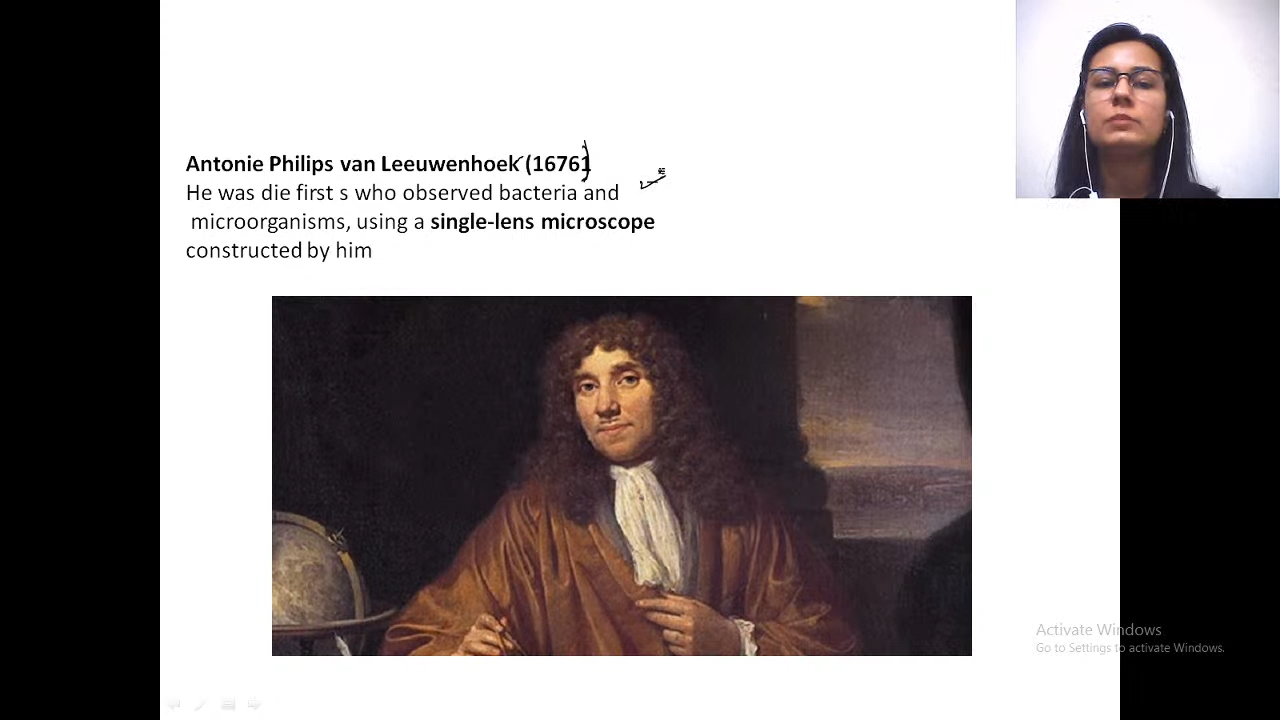 Antonie Philips van Leeuwenhoek (16761
He was die first s who observed bacteria and
microorganisms, using a single-lens microscope
constructed by him
Activate Windows
Go to Settings to activate Windows.